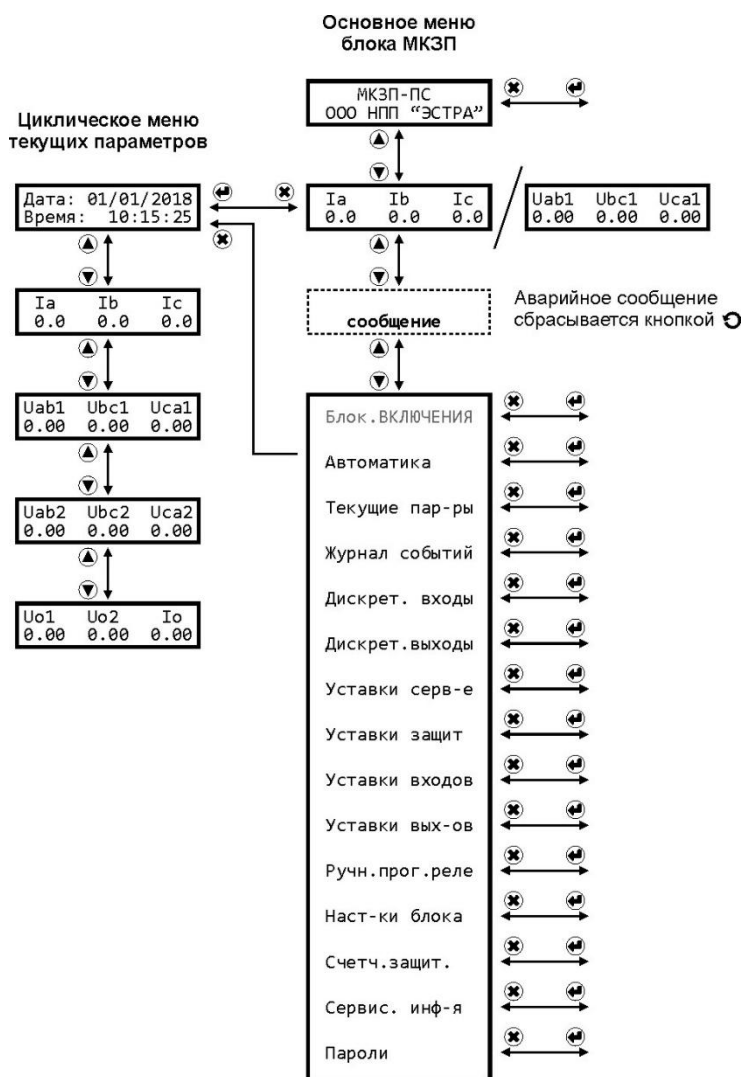 Основное меню
блока МКЗП
МКЗП-ПС
ООО НПП “ЭСТРА”
Циклическое меню
текущих параметров
Дата: 01/01/2018
Время: 10:15:25
Ia Ib Ic
0.0 0.0 0.0
Uab1 Ubc1 Uca1
0.00 0.00 0.00
Ia Ib Ic
0.0 0.0 0.0
сообщение
Аварийное сообщение
сбрасывается кнопкой
Uab1 Ubc1 Uca1
0.00 0.00 0.00
Uab2 Ubc2 Uca2
0.00 0.00 0.00
Uo1 Uo2 Io
0.00 0.00 0.00
Блок.ВКЛЮЧЕНИЯ
Автоматика
Текущие пар-ры
Журнал событий
Дискрет. входы
Дискрет.выходы
Уставки серв-е
Уставки защит
Уставки входов
Уставки вых-ов
Ручн.прог.реле
Наст-ки блока
Счетч.защит.
Сервис. инф-я
Пароли